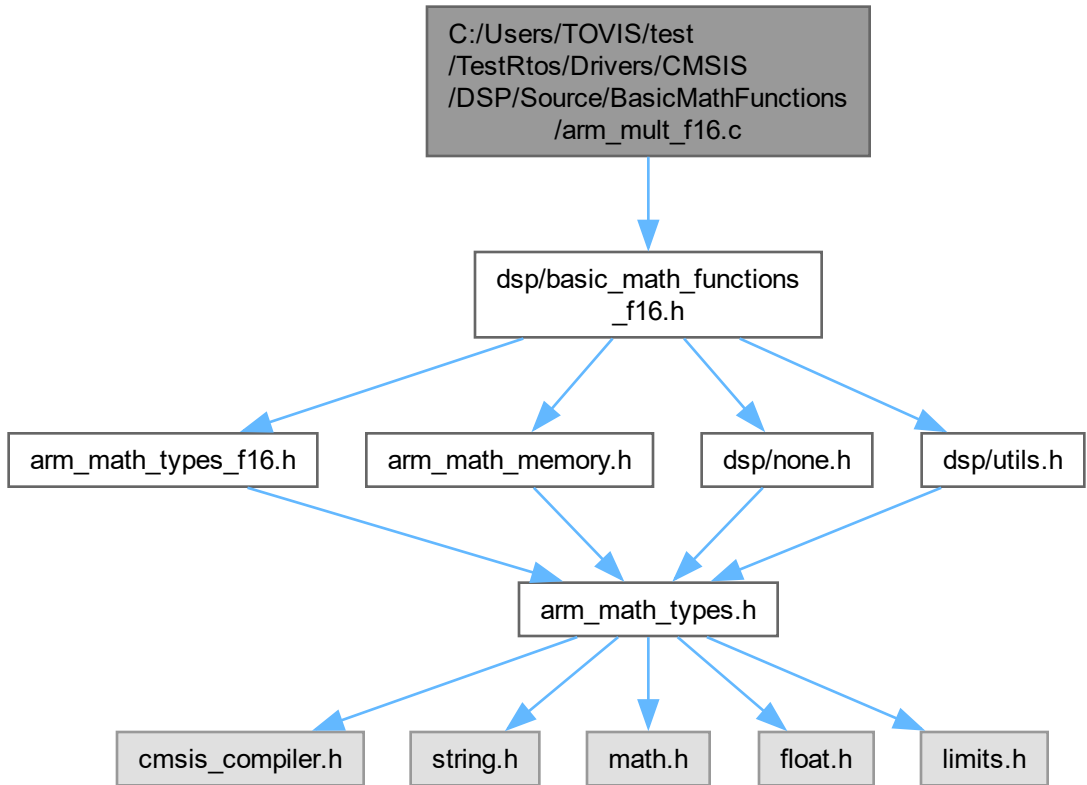 C:/Users/TOVIS/test
/TestRtos/Drivers/CMSIS
/DSP/Source/BasicMathFunctions
/arm_mult_f16.c
dsp/basic_math_functions
_f16.h
arm_math_types_f16.h
arm_math_memory.h
dsp/none.h
dsp/utils.h
arm_math_types.h
cmsis_compiler.h
string.h
math.h
float.h
limits.h